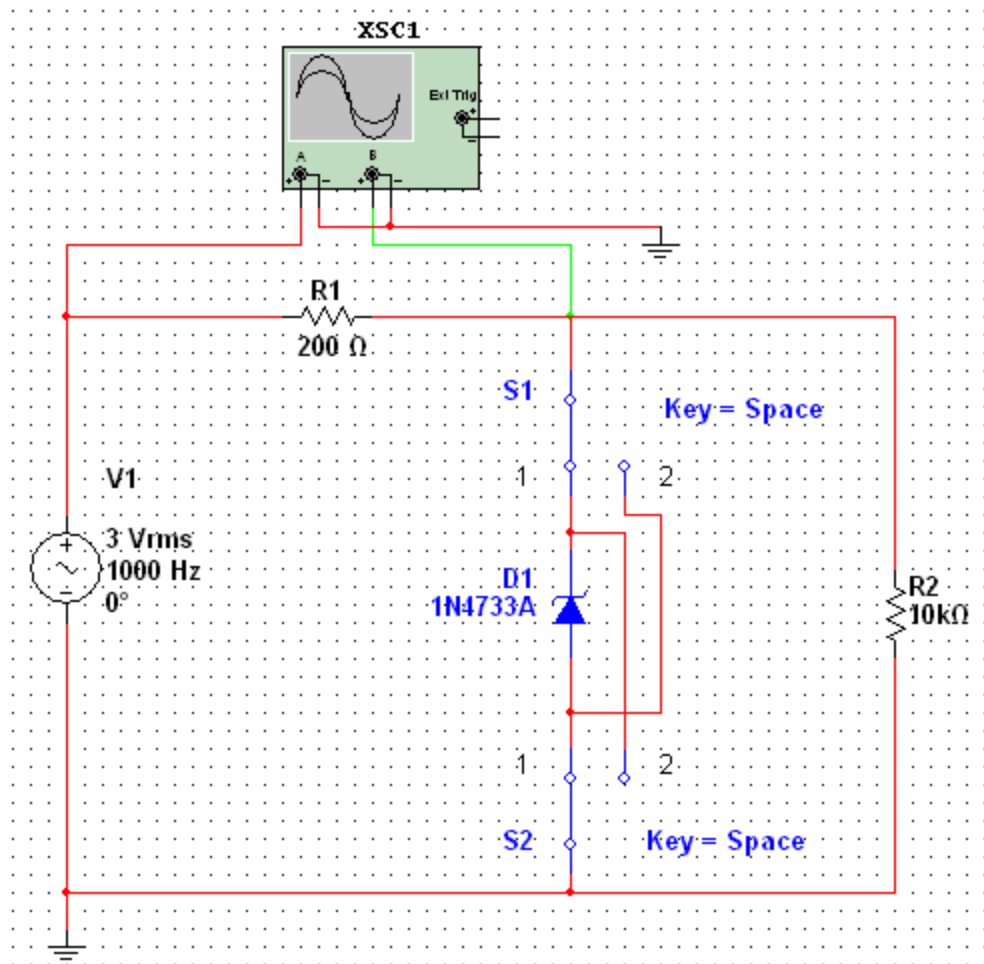 XSC1
Ext Trig
+
−
A
B
+
−
+
−
R1
200 Ω
S1
Key = Space
1
2
V1
3 Vrms
1000 Hz
0°
+
−
D1
1N4733A
R2
10kΩ
1
2
S2
Key = Space